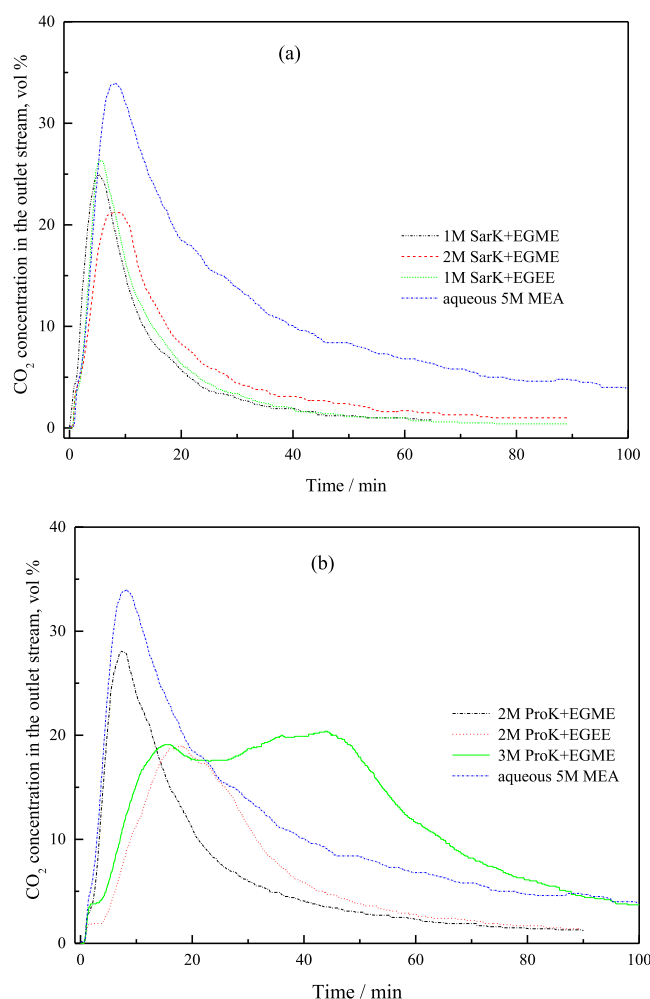 40
(a)
30
20
10
0
CO2 concentration in the outlet stream, vol %
1M SarK+EGME
2M SarK+EGME
1M SarK+EGEE
aqueous 5M MEA
0 20 40 60 80 100
Time / min
40
(b)
30
20
10
0
CO2 concentration in the outlet stream, vol %
2M ProK+EGME
2M ProK+EGEE
3M ProK+EGME
aqueous 5M MEA
0 20 40 60 80 100
Time / min